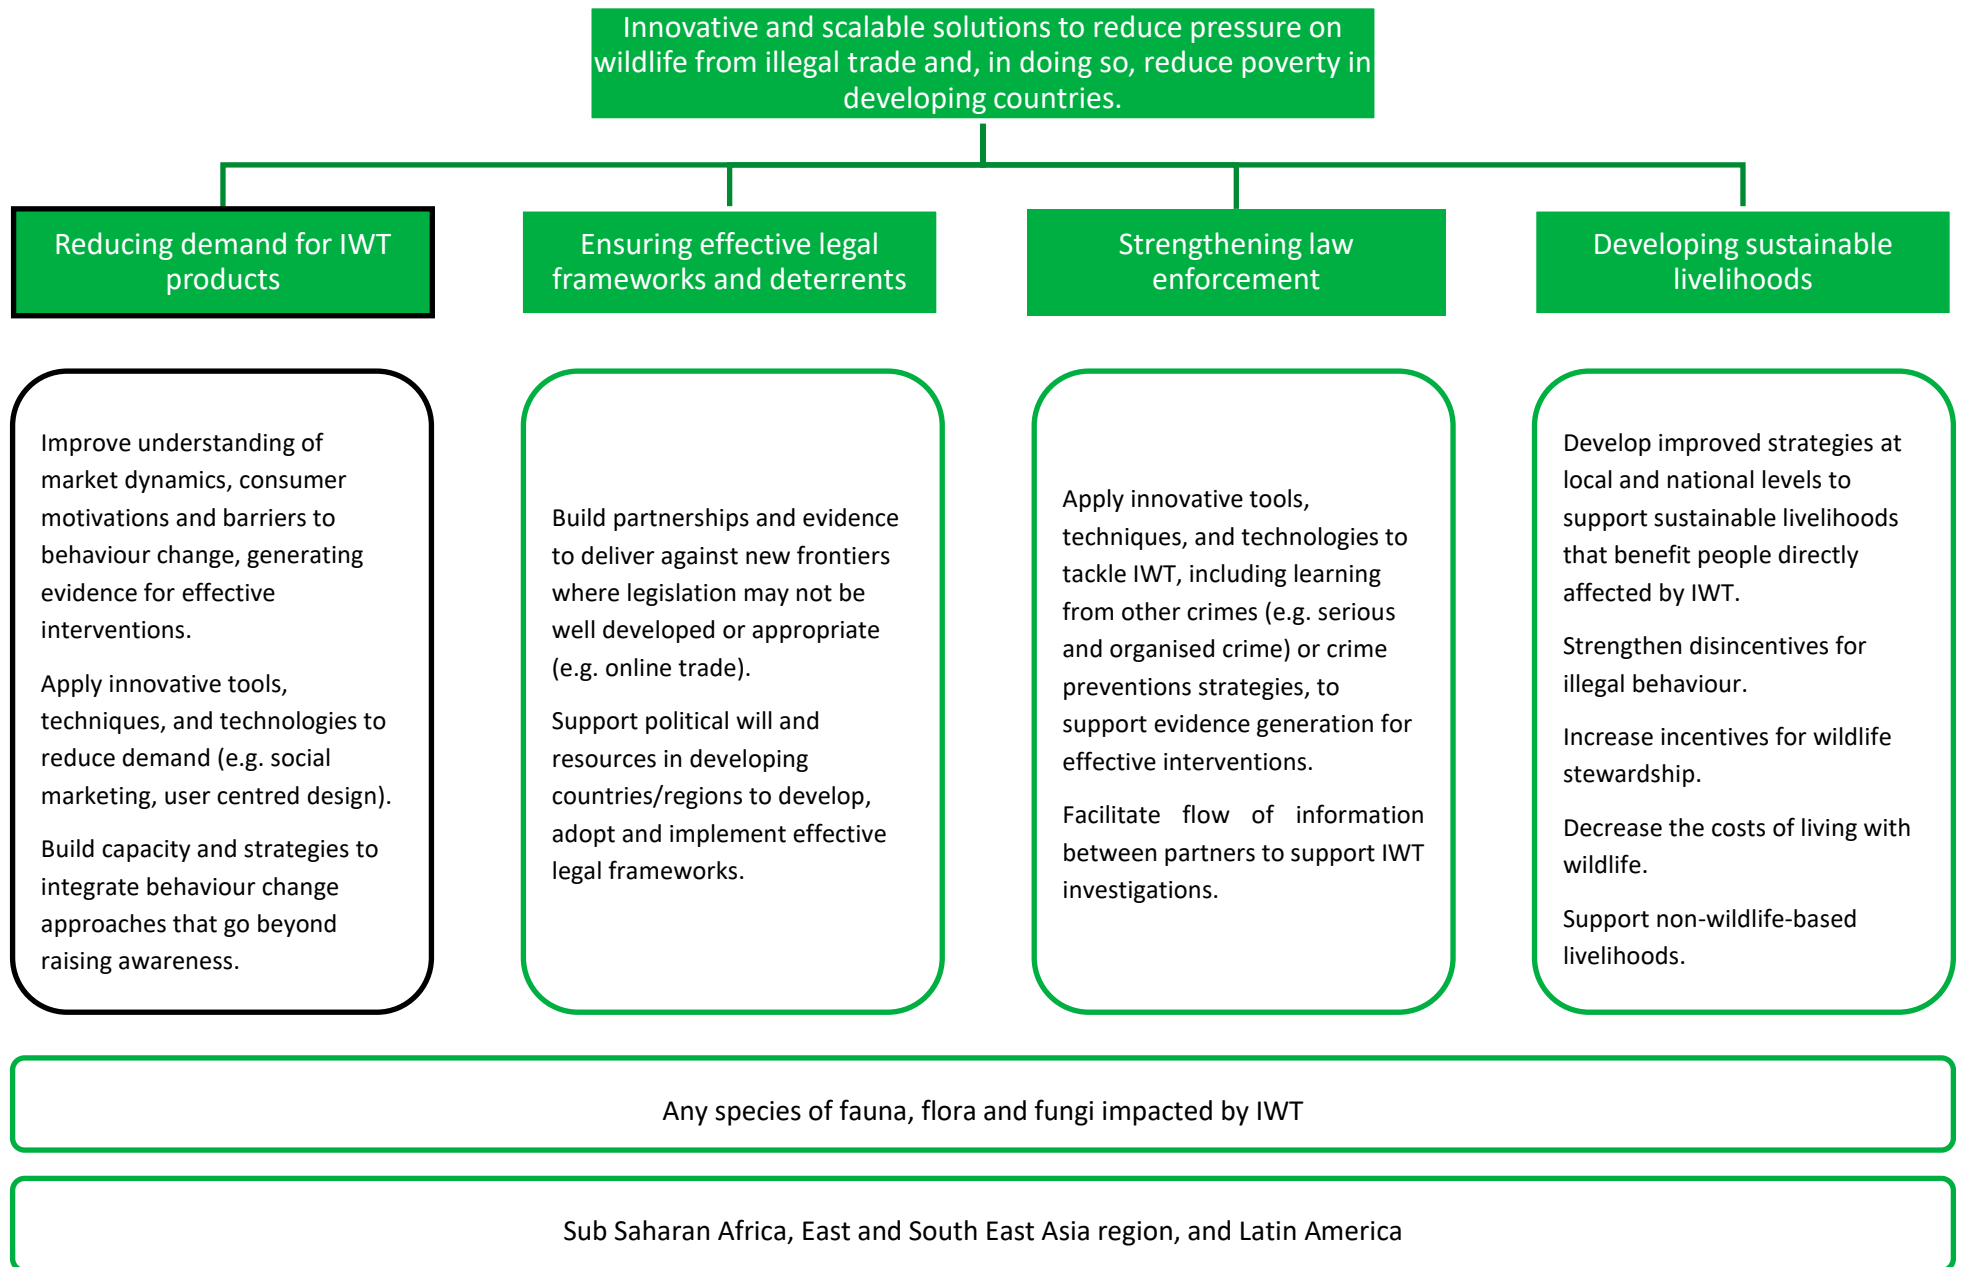 Innovative and scalable solutions to reduce pressure on
wildlife from illegal trade and, in doing so, reduce poverty in
developing countries.
Reducing demand for IWT
products
Ensuring effective legal
frameworks and deterrents
Strengthening law
enforcement
Developing sustainable
livelihoods
Improve understanding of
market dynamics, consumer
motivations and barriers to
behaviour change, generating
evidence for effective
interventions.
Apply innovative tools,
techniques, and technologies to
reduce demand (e.g. social
marketing, user centred design).
Build capacity and strategies to
integrate behaviour change
approaches that go beyond
raising awareness.
Build partnerships and evidence
to deliver against new frontiers
where legislation may not be
well developed or appropriate
(e.g. online trade).
Support political will and
resources in developing
countries/regions to develop,
adopt and implement effective
legal frameworks.
Apply innovative tools,
techniques, and technologies to
tackle IWT, including learning
from other crimes (e.g. serious
and organised crime) or crime
preventions strategies, to
support evidence generation for
effective interventions.
Facilitate flow of information
between partners to support IWT
investigations.
Develop improved strategies at
local and national levels to
support sustainable livelihoods
that benefit people directly
affected by IWT.
Strengthen disincentives for
illegal behaviour.
Increase incentives for wildlife
stewardship.
Decrease the costs of living with
wildlife.
Support non-wildlife-based
livelihoods.
Any species of fauna, flora and fungi impacted by IWT
Sub Saharan Africa, East and South East Asia region, and Latin America